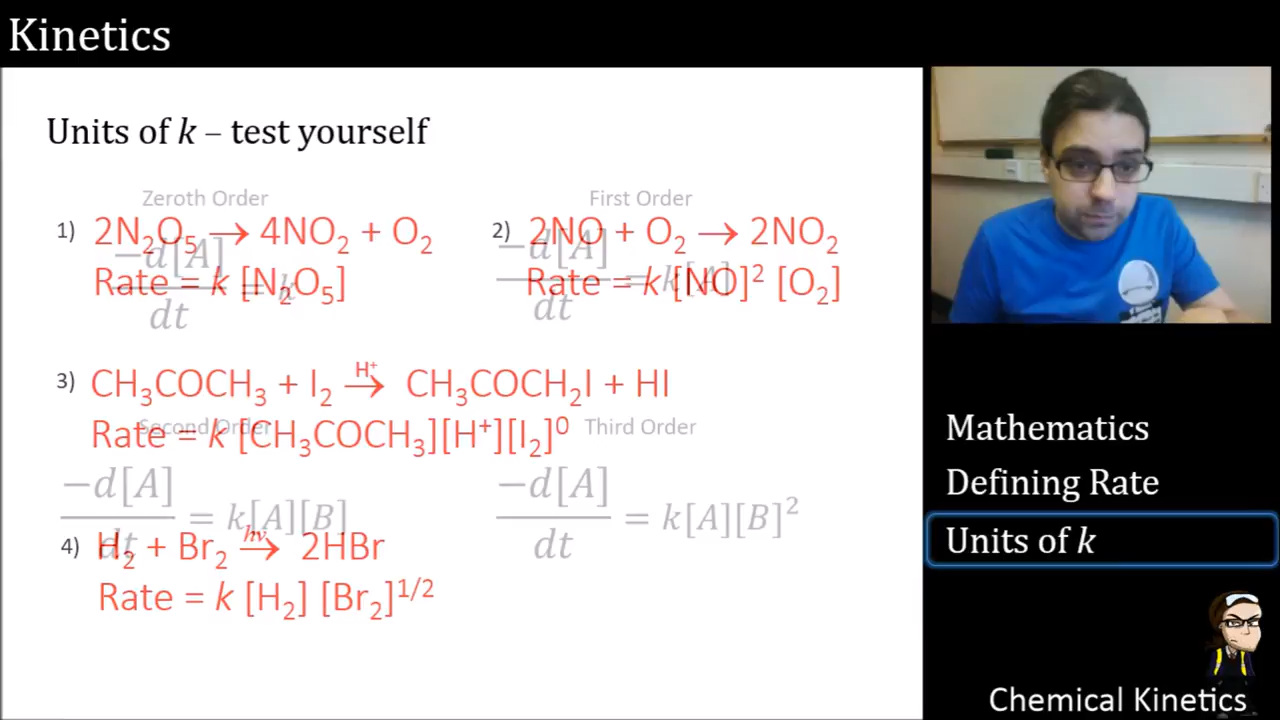 Kinetics
Units of k – test yourself
Zeroth Order
First Order
1) 2N₂O₅ → 4NO₂ + O₂
Rate = k [N₂O₅]
−d[A]/dt = k
2) 2NO + O₂ → 2NO₂
Rate = k [NO]² [O₂]
−d[A]/dt = k[A]
3) CH₃COCH₃ + I₂ –H⁺→ CH₃COCH₂I + HI
Rate = k [CH₃COCH₃][H⁺][I₂]⁰
Second Order
Third Order
−d[A]/dt = k[A][B]
−d[A]/dt = k[A][B]²
4) H₂ + Br₂ –hν→ 2HBr
Rate = k [H₂] [Br₂]^1/2
Mathematics
Defining Rate
Units of k
Chemical Kinetics